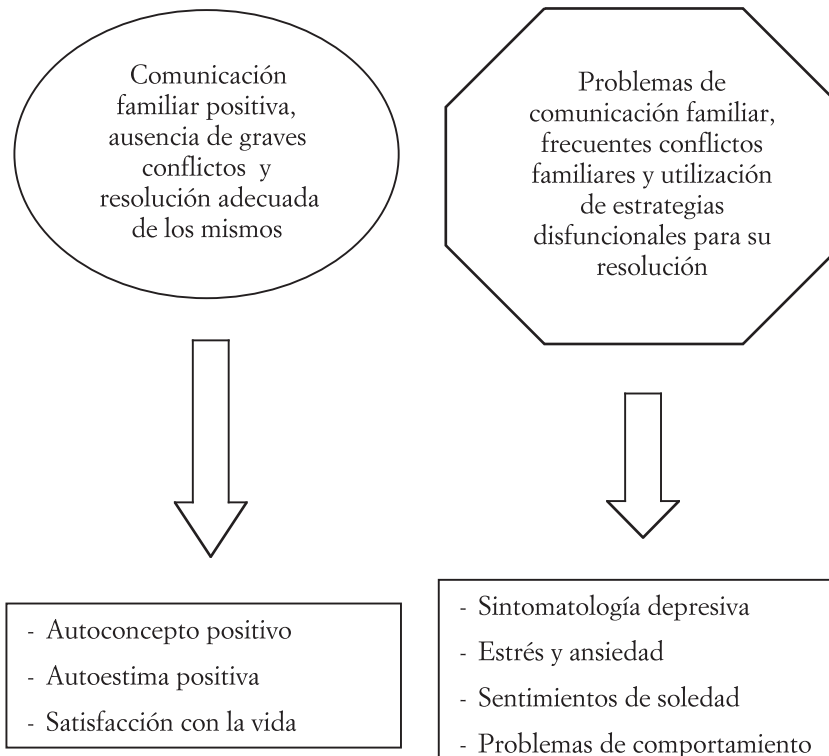 Comunicación
familiar positiva,
ausencia de graves
conflictos y
resolución adecuada
de los mismos
Problemas de
comunicación familiar,
frecuentes conflictos
familiares y utilización
de estrategias
disfuncionales para su
resolución
- Autoconcepto positivo
- Autoestima positiva
- Satisfacción con la vida
- Sintomatología depresiva
- Estrés y ansiedad
- Sentimientos de soledad
- Problemas de comportamiento